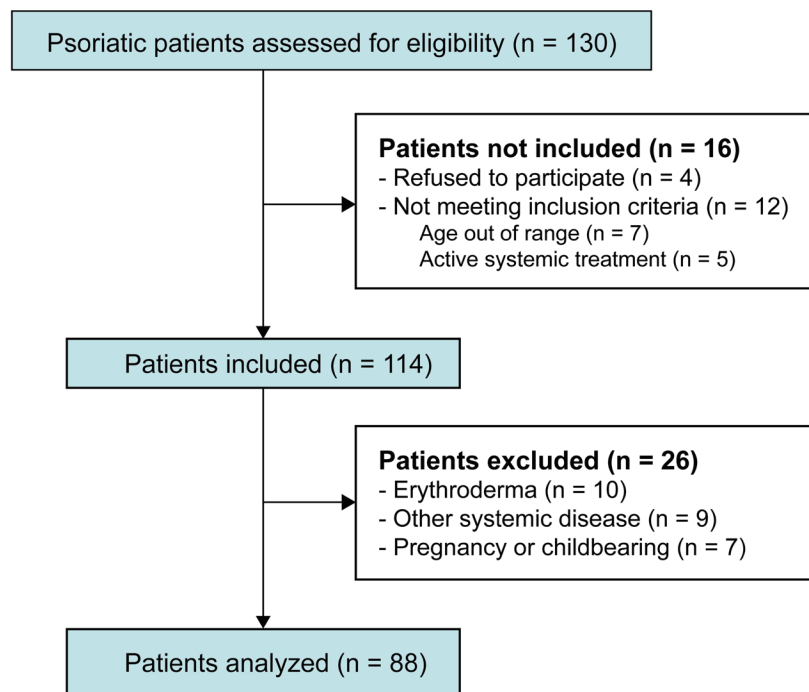 Psoriatic patients assessed for eligibility (n = 130)
Patients not included (n = 16)
- Refused to participate (n = 4)
- Not meeting inclusion criteria (n = 12)
Age out of range (n = 7)
Active systemic treatment (n = 5)
Patients included (n = 114)
Patients excluded (n = 26)
- Erythroderma (n = 10)
- Other systemic disease (n = 9)
- Pregnancy or childbearing (n = 7)
Patients analyzed (n = 88)